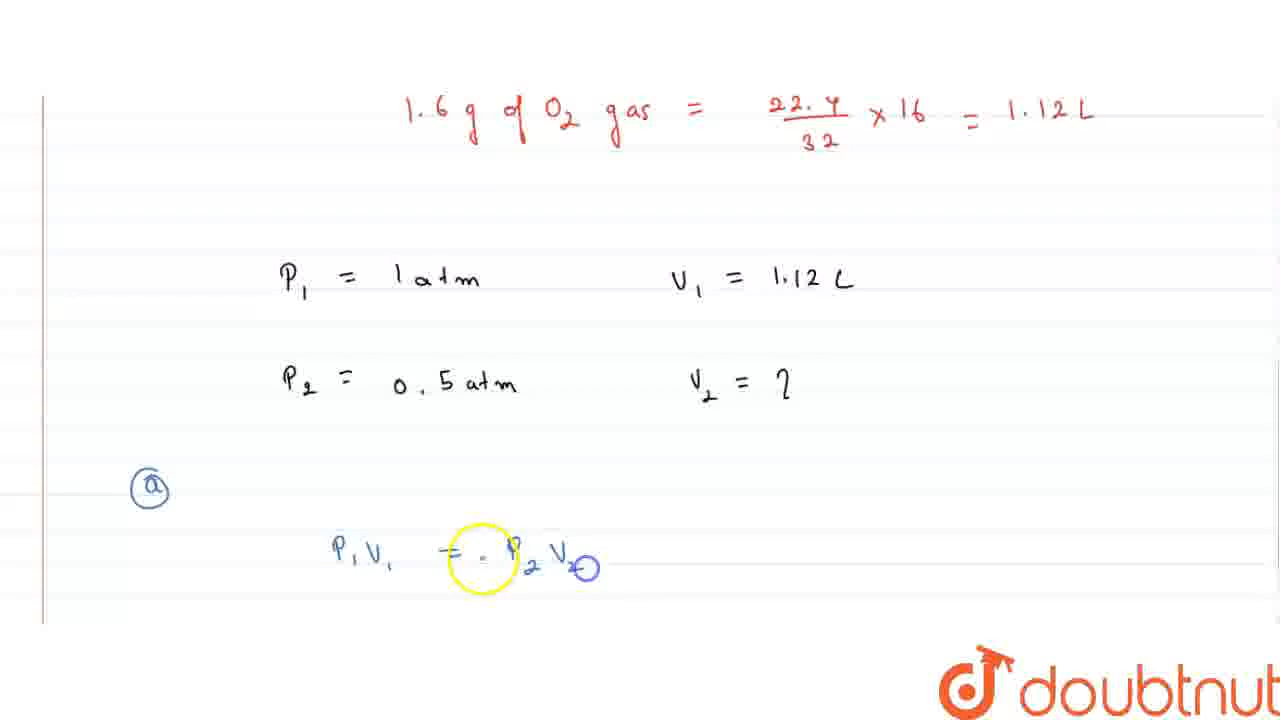 1.6 g of O₂ gas = 22.4/32 × 16 = 1.12 L
P₁ = 1 atm V₁ = 1.12 L
P₂ = 0.5 atm V₂ = ?
ⓐ
P₁V₁ = P₂V₂
doubtnut